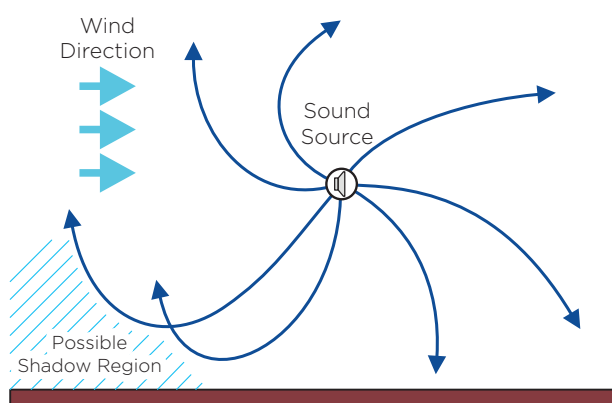 Wind
Direction
Sound
Source
Possible
Shadow Region